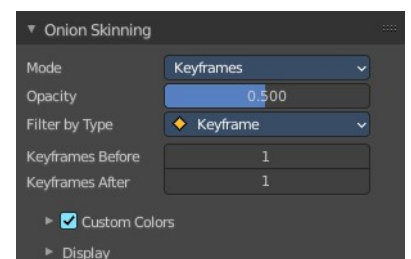 Onion Skinning
Mode Keyframes
Opacity 0.500
Filter by Type Keyframe
Keyframes Before 1
Keyframes After 1
Custom Colors
Display